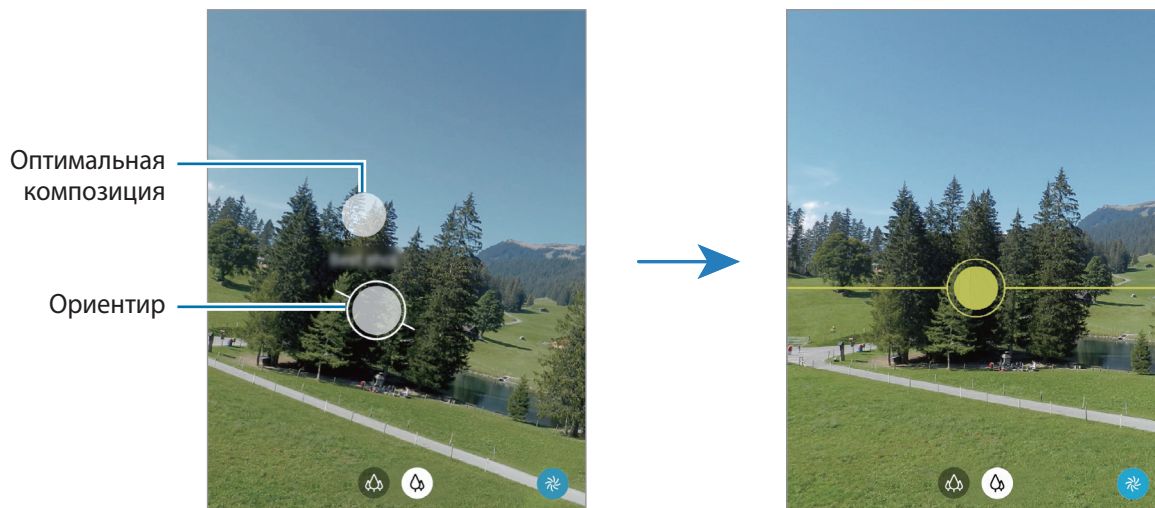 Оптимальная
композиция
Ориентир